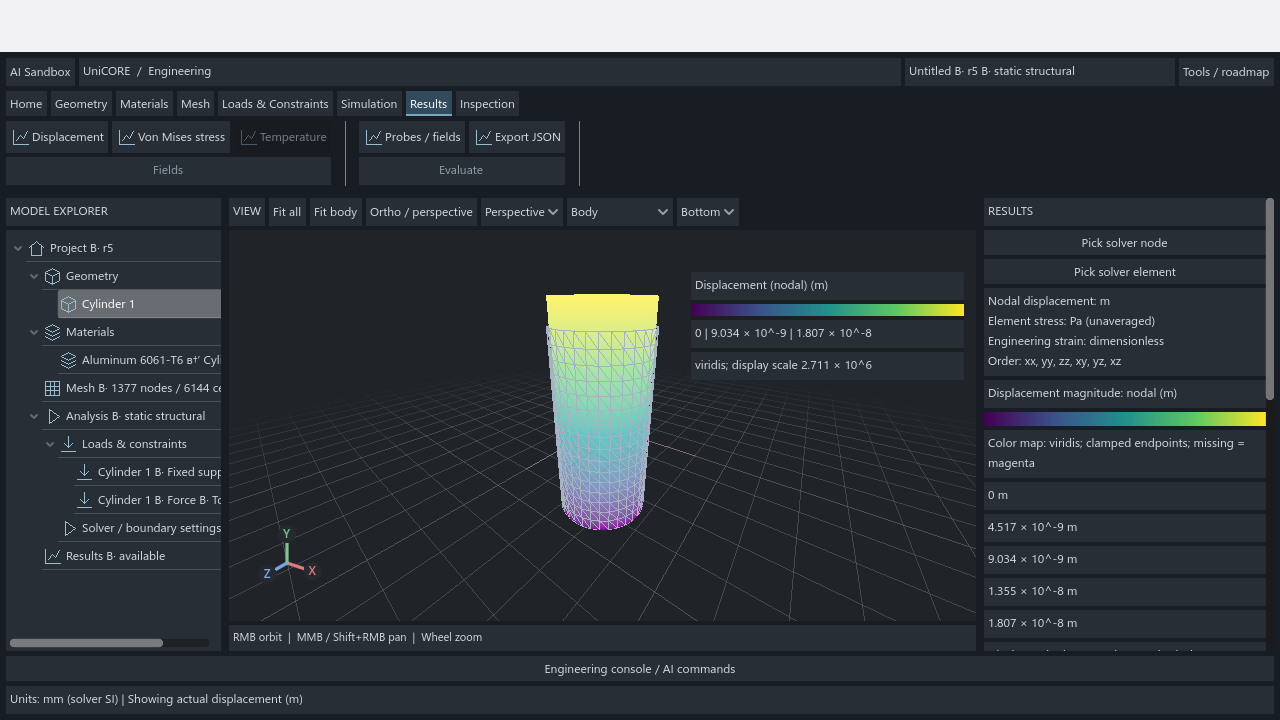 AI Sandbox
UniCORE / Engineering
Untitled B· r5 B· static structural
Tools / roadmap
Home
Geometry
Materials
Mesh
Loads & Constraints
Simulation
Results
Inspection
Displacement
Von Mises stress
Temperature
Probes / fields
Export JSON
Fields
Evaluate
MODEL EXPLORER
Project B· r5
Geometry
Cylinder 1
Materials
Aluminum 6061-T6 в†’ Cyli
Mesh B· 1377 nodes / 6144 ce
Analysis B· static structural
Loads & constraints
Cylinder 1 B· Fixed supp
Cylinder 1 B· Force B· To
Solver / boundary settings
Results B· available
VIEW
Fit all
Fit body
Ortho / perspective
Perspective
Body
Bottom
Displacement (nodal) (m)
0 | 9.034 × 10^-9 | 1.807 × 10^-8
viridis; display scale 2.711 × 10^6
Y
Z
X
RMB orbit | MMB / Shift+RMB pan | Wheel zoom
RESULTS
Pick solver node
Pick solver element
Nodal displacement: m
Element stress: Pa (unaveraged)
Engineering strain: dimensionless
Order: xx, yy, zz, xy, yz, xz
Displacement magnitude: nodal (m)
Color map: viridis; clamped endpoints; missing =
magenta
0 m
4.517 × 10^-9 m
9.034 × 10^-9 m
1.355 × 10^-8 m
1.807 × 10^-8 m
Engineering console / AI commands
Units: mm (solver SI) | Showing actual displacement (m)